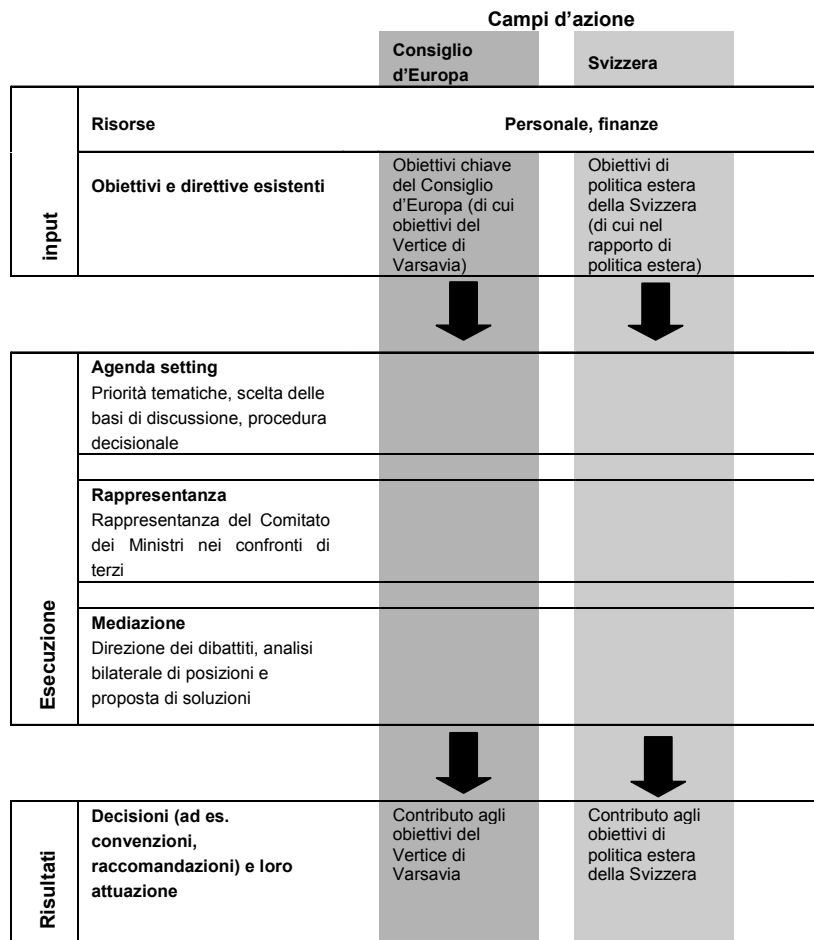 Campi d'azione
Consiglio
d'Europa
Svizzera
input
Risorse
Personale, finanze
Obiettivi e direttive esistenti
Obiettivi chiave
del Consiglio
d'Europa (di cui
obiettivi del
Vertice di
Varsavia)
Obiettivi di
politica estera
della Svizzera
(di cui nel
rapporto di
politica estera)
Esecuzione
Agenda setting
Priorità tematiche, scelta delle
basi di discussione, procedura
decisionale
Rappresentanza
Rappresentanza del Comitato
dei Ministri nei confronti di
terzi
Mediazione
Direzione dei dibattiti, analisi
bilaterale di posizioni e
proposta di soluzioni
Risultati
Decisioni (ad es.
convenzioni,
raccomandazioni) e loro
attuazione
Contributo agli
obiettivi del
Vertice di
Varsavia
Contributo agli
obiettivi di
politica estera
della Svizzera